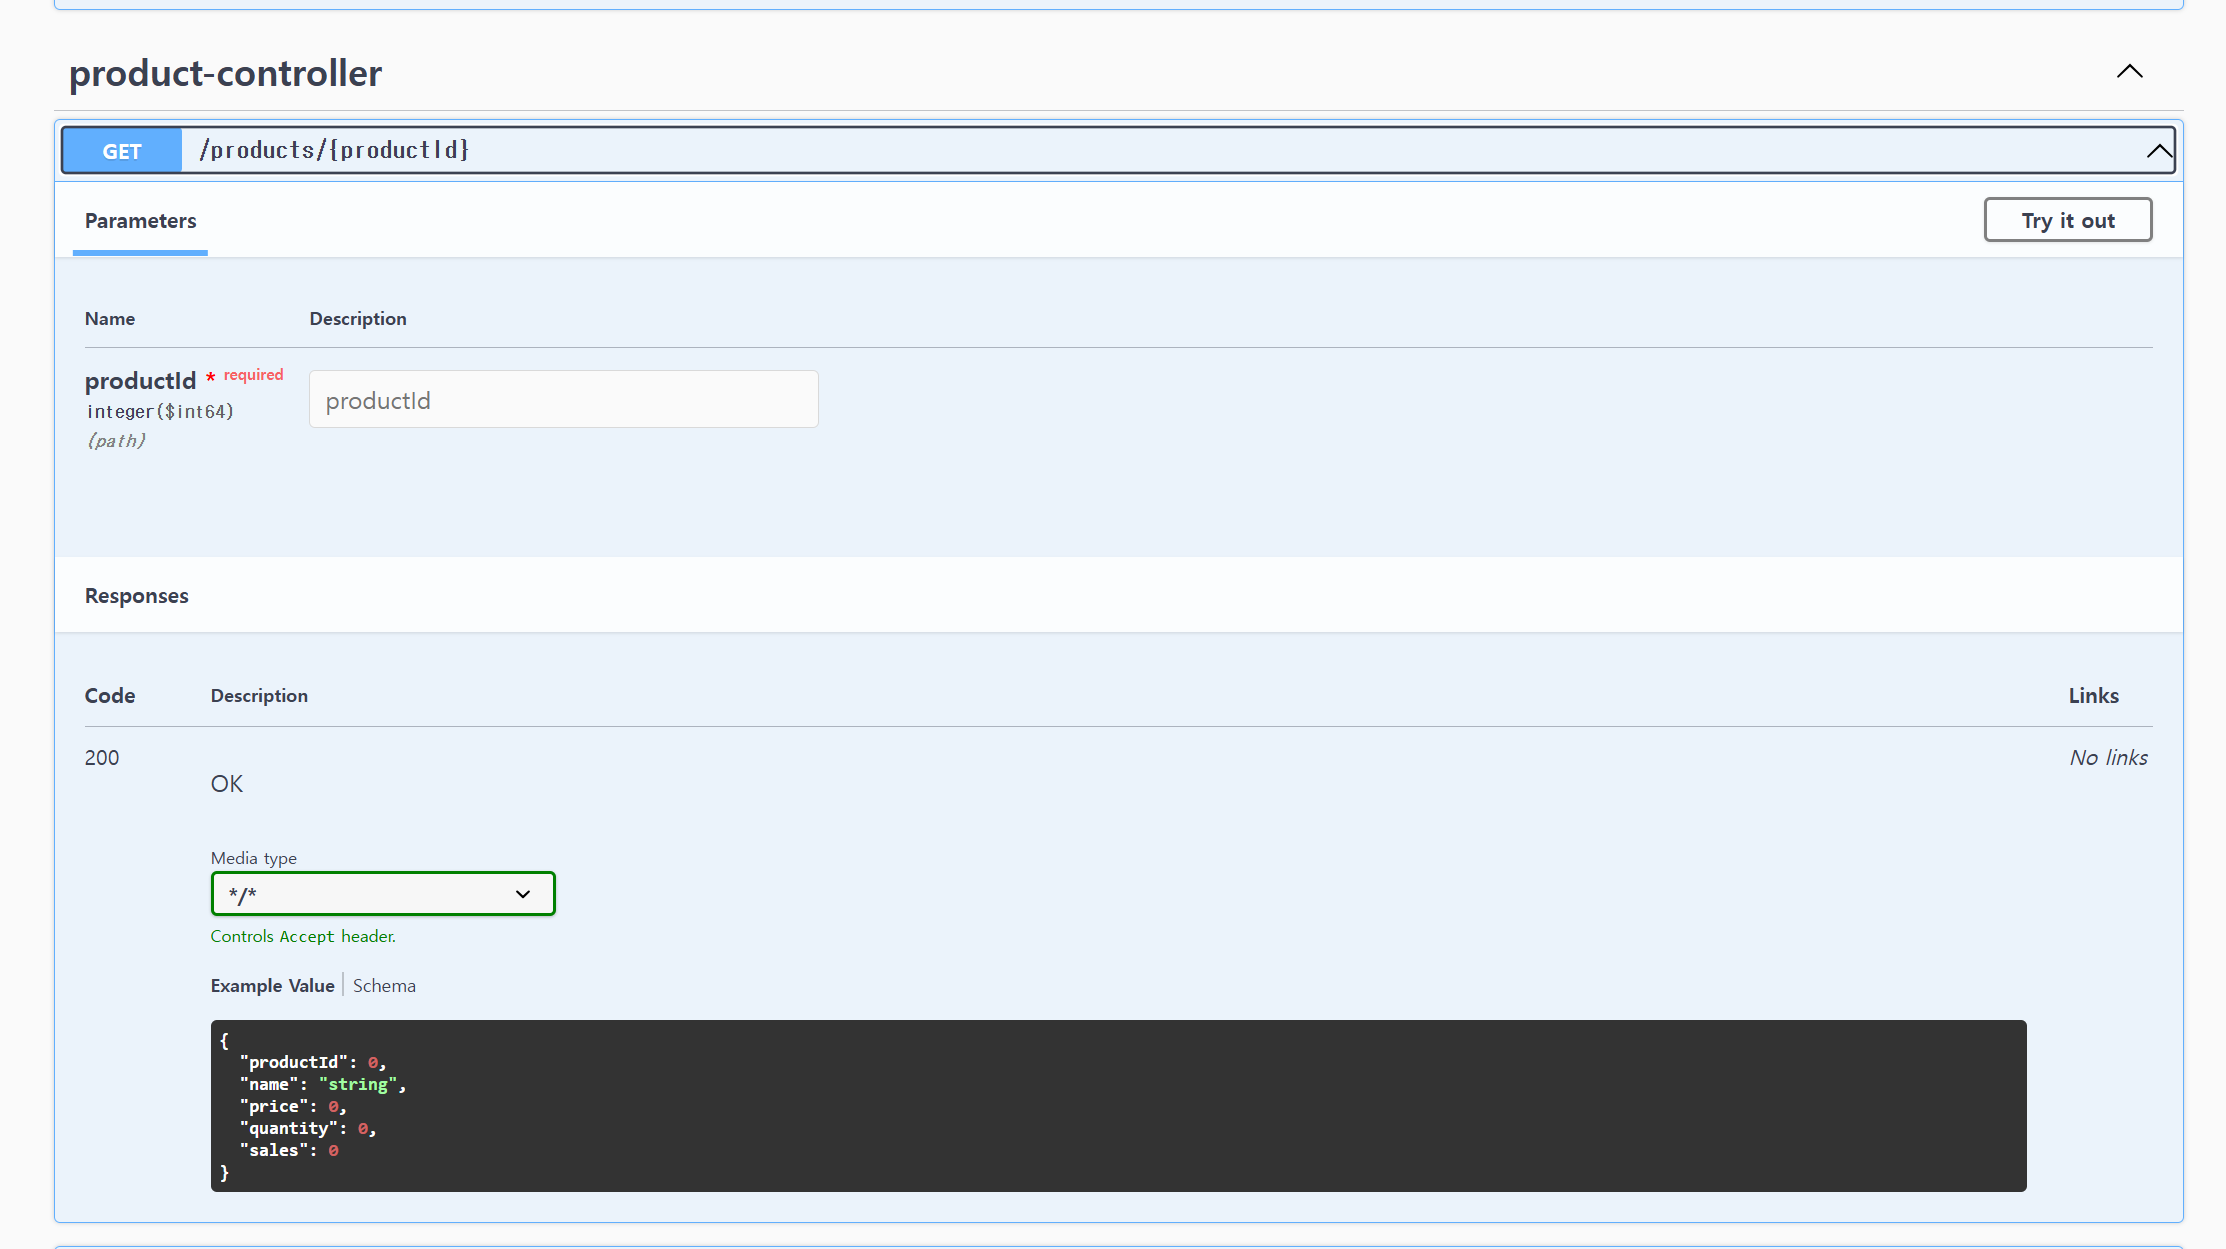 product-controller
GET /products/{productId}
Parameters
Try it out
Name Description
productId * required
integer($int64)
(path)
productId
Responses
Code Description Links
200 OK No links
Media type
*/*
Controls Accept header.
Example Value Schema
{
  "productId": 0,
  "name": "string",
  "price": 0,
  "quantity": 0,
  "sales": 0
}